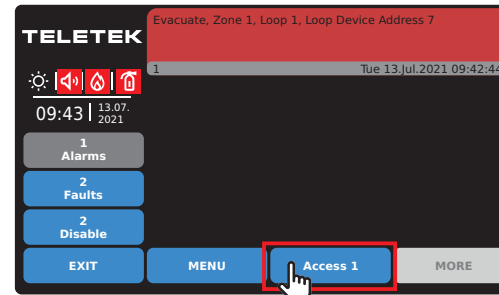 TELETEK
Evacuate, Zone 1, Loop 1, Loop Device Address 7
1 Tue 13.Jul.2021 09:42:44
09:43 13.07.
2021
1
Alarms
2
Faults
2
Disable
EXIT MENU Access 1 MORE